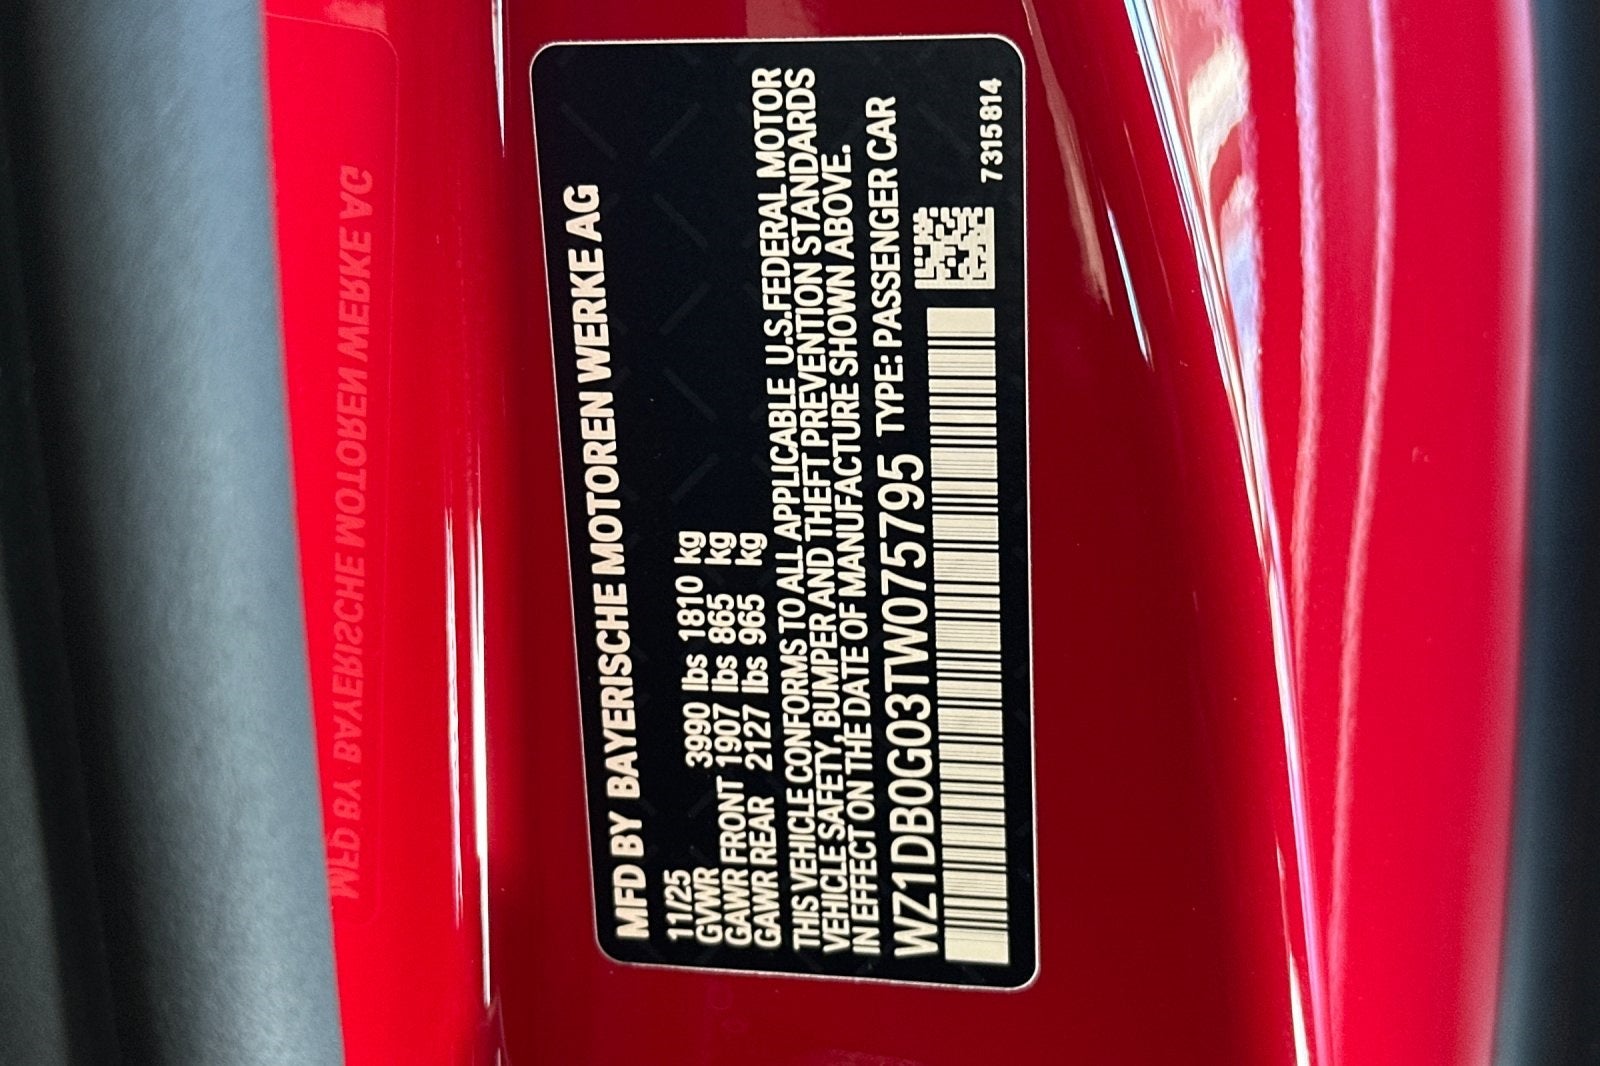 MFD BY BAYERISCHE MOTOREN WERKE AG
11/25
GVWR 3990 lbs 1810 kg
GAWR FRONT 1907 lbs 865 kg
GAWR REAR 2127 lbs 965 kg
THIS VEHICLE CONFORMS TO ALL APPLICABLE U.S.FEDERAL MOTOR
VEHICLE SAFETY, BUMPER AND THEFT PREVENTION STANDARDS
IN EFFECT ON THE DATE OF MANUFACTURE SHOWN ABOVE.
WZ1DB0G03TW075795 TYPE: PASSENGER CAR
7315814
MFD BY BAYERISCHE MOTOREN WERKE AG